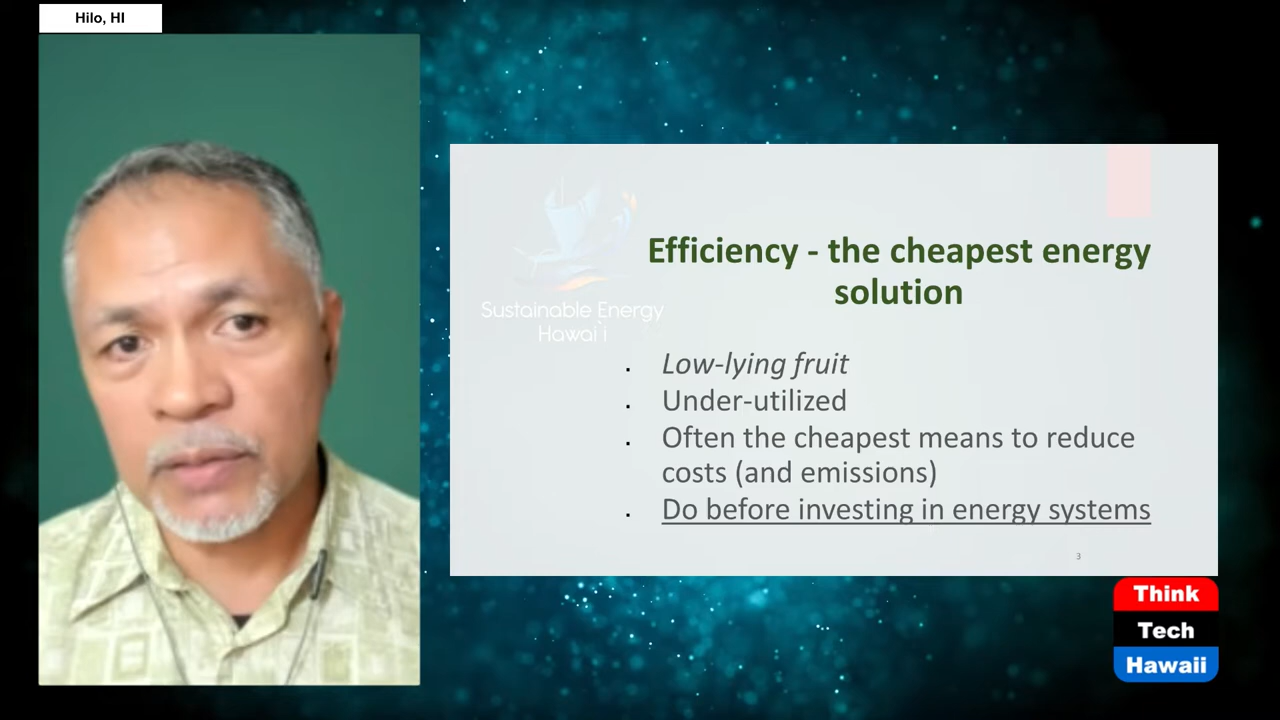 Hilo, HI
Sustainable Energy
Hawai`i
Efficiency - the cheapest energy
solution
Low-lying fruit
Under-utilized
Often the cheapest means to reduce
costs (and emissions)
Do before investing in energy systems
3
Think
Tech
Hawaii